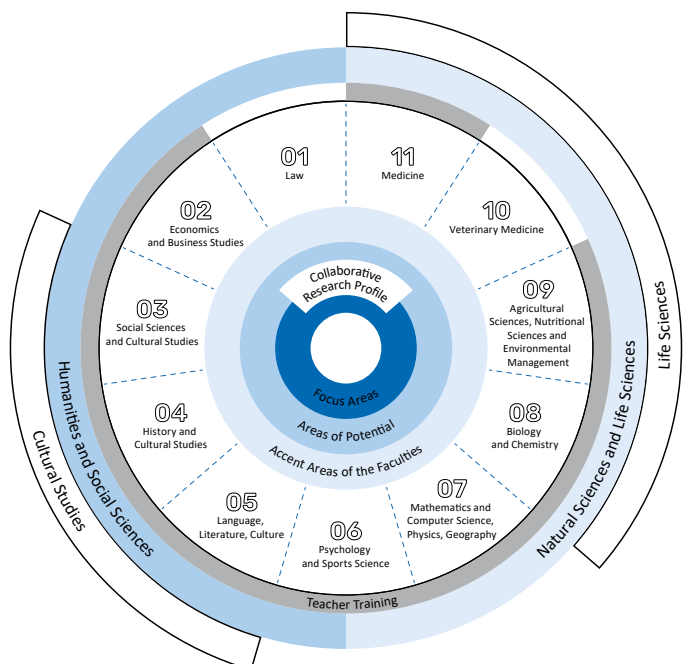 01
Law
02
Economics
and Business Studies
03
Social Sciences
and Cultural Studies
04
History and
Cultural Studies
05
Language,
Literature, Culture
06
Psychology
and Sports Science
07
Mathematics and
Computer Science,
Physics, Geography
08
Biology
and Chemistry
09
Agricultural
Sciences, Nutritional
Sciences and
Environmental
Management
10
Veterinary Medicine
11
Medicine
Collaborative
Research Profile
Focus Areas
Areas of Potential
Accent Areas of the Faculties
Teacher Training
Humanities and Social Sciences
Cultural Studies
Natural Sciences and Life Sciences
Life Sciences